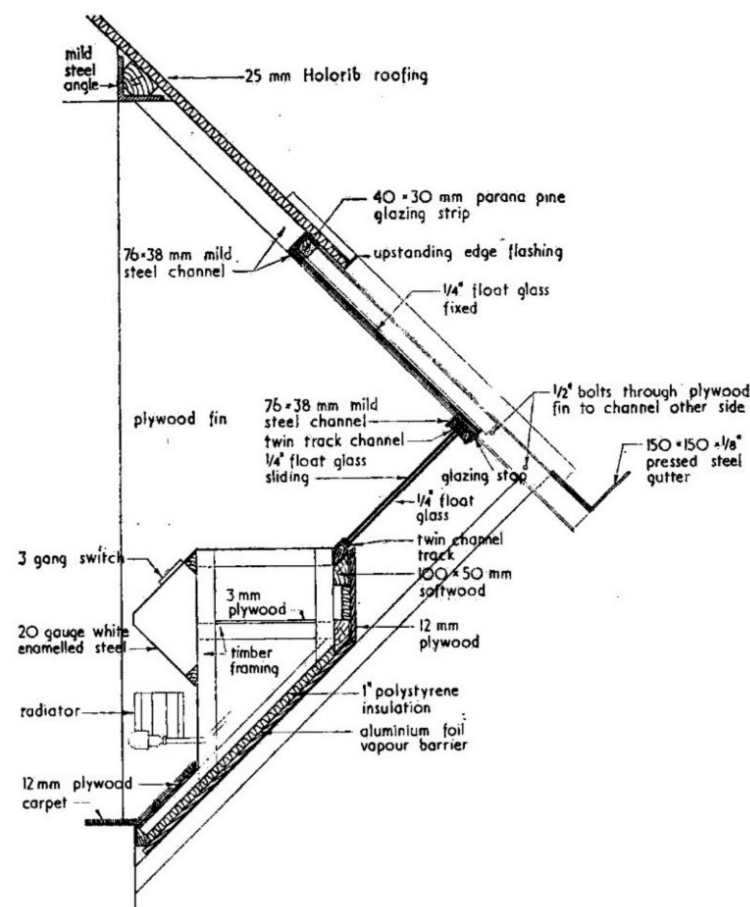 mild
steel
angle
25 mm Holorib roofing
40 × 30 mm parana pine
glazing strip
76×38 mm mild
steel channel
upstanding edge flashing
1/4" float glass
fixed
76×38 mm mild
steel channel
twin track channel
1/4" float glass
sliding
1/2" bolts through plywood
fin to channel other side
plywood fin
150×150×1/8"
pressed steel
gutter
glazing stop
1/4" float
glass
twin channel
track
3 gang switch
100×50 mm
softwood
3 mm
plywood
20 gauge white
enamelled steel
12 mm
plywood
timber
framing
radiator
1" polystyrene
insulation
aluminium foil
vapour barrier
12 mm plywood
carpet